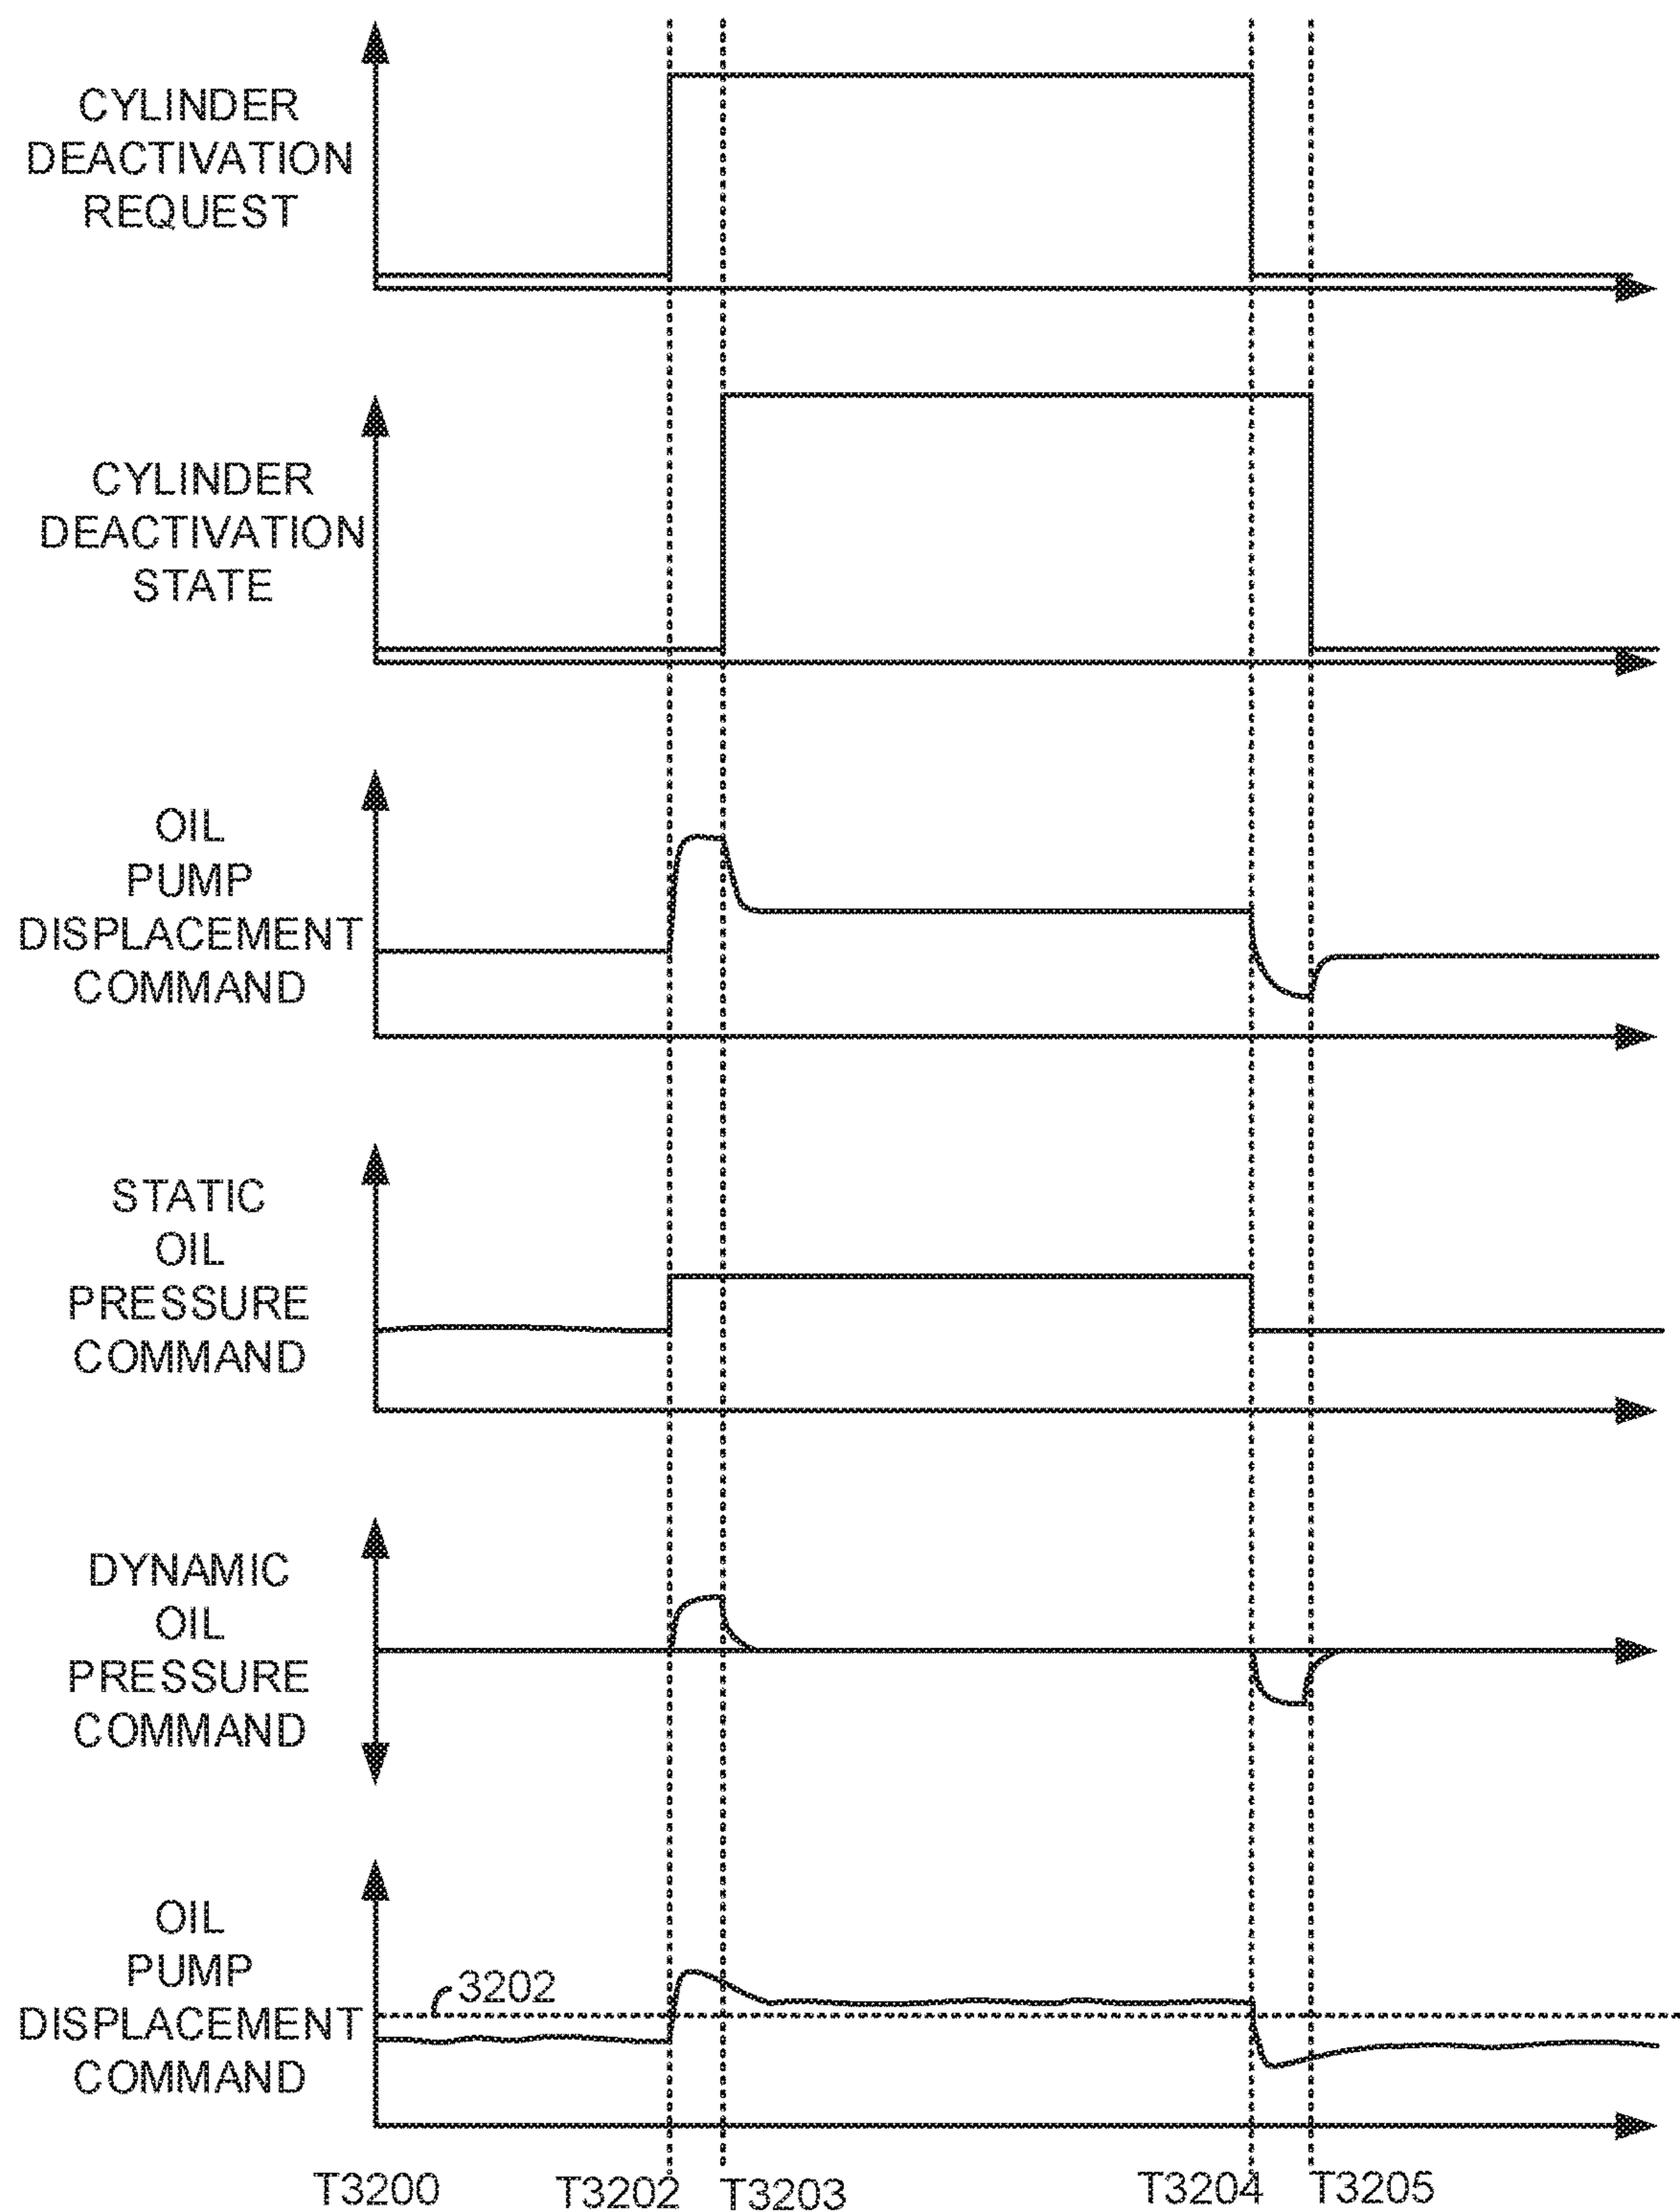 CYLINDER
DEACTIVATION
REQUEST
CYLINDER
DEACTIVATION
STATE
OIL
PUMP
DISPLACEMENT
COMMAND
STATIC
OIL
PRESSURE
COMMAND
DYNAMIC
OIL
PRESSURE
COMMAND
OIL
PUMP
DISPLACEMENT
COMMAND
3202
T3200 T3202 T3203 T3204 T3205